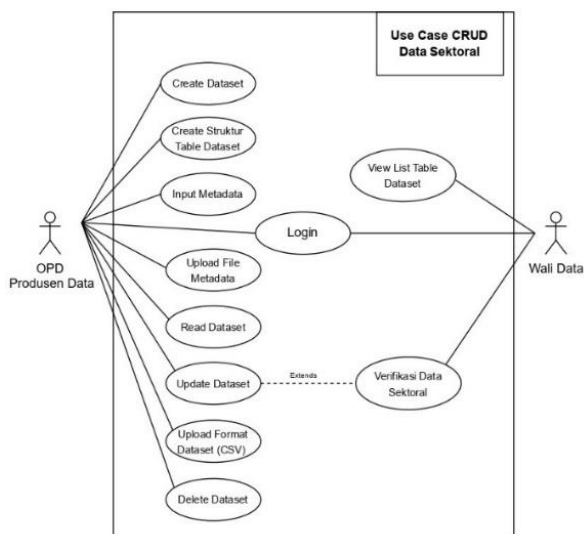 Use Case CRUD
Data Sektoral
Create Dataset
Create Struktur
Table Dataset
Input Metadata
View List Table
Dataset
Login
OPD
Produsen Data
Wali Data
Upload File
Metadata
Read Dataset
Update Dataset
Extends
Verifikasi Data
Sektoral
Upload Format
Dataset (CSV)
Delete Dataset